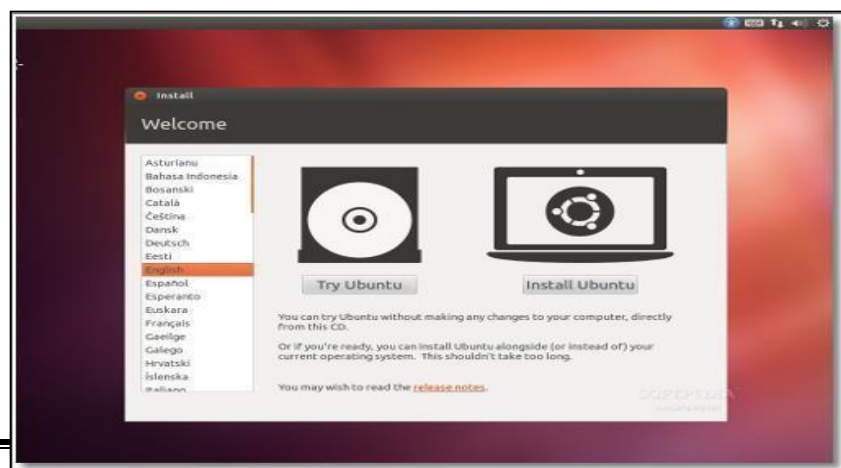 Install
Welcome
Asturianu
Bahasa Indonesia
Bosanski
Català
Čeština
Dansk
Deutsch
Eesti
English
Español
Esperanto
Euskara
Français
Gaeilge
Galego
Hrvatski
Íslenska
Italiano
Try Ubuntu
Install Ubuntu
You can try Ubuntu without making any changes to your computer, directly
from this CD.
Or if you're ready, you can install Ubuntu alongside (or instead of) your
current operating system. This shouldn't take too long.
You may wish to read the release notes.
SOFTPEDIA